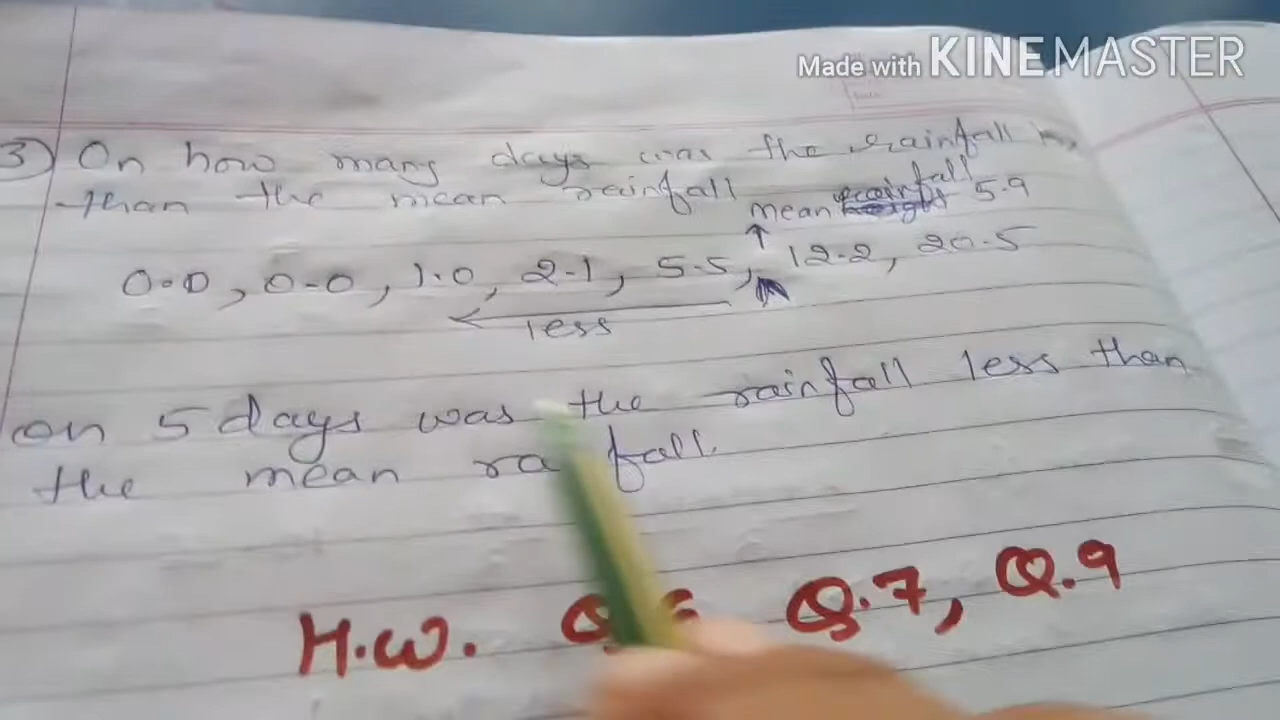 Made with KINEMASTER
3) On how many days was the rainfall
than the mean rainfall
mean rainfall 5.9
0.0, 0.0, 1.0, 2.1, 5.5, 12.2, 20.5
less
on 5 days was the rainfall less than
the mean fall.
H.W. Q.7, Q.9